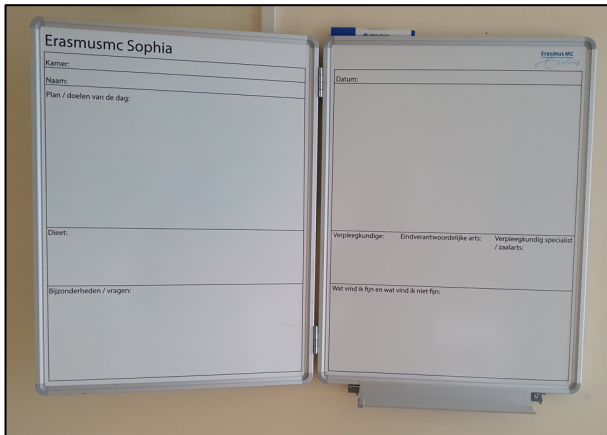 Erasmusmc Sophia
Kamer:
Naam:
Plan / doelen van de dag:
Dieet:
Bijzonderheden / vragen:
Erasmus MC
Datum:
Verpleegkundige: Eindverantwoordelijke arts: Verpleegkundig specialist
/ zaalarts:
Wat vind ik fijn en wat vind ik niet fijn: